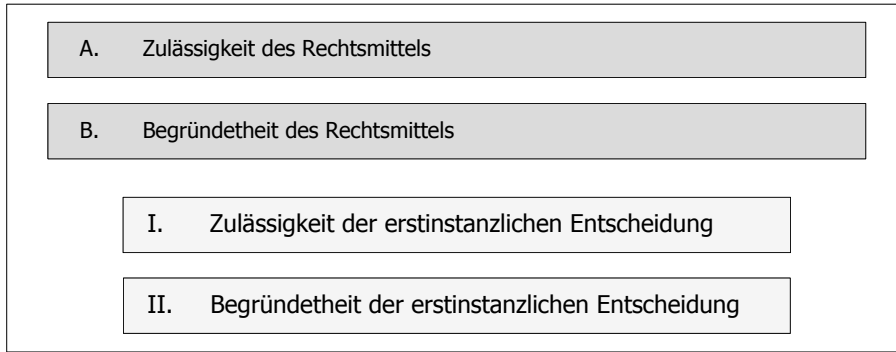 A. Zulässigkeit des Rechtsmittels
B. Begründetheit des Rechtsmittels
I. Zulässigkeit der erstinstanzlichen Entscheidung
II. Begründetheit der erstinstanzlichen Entscheidung